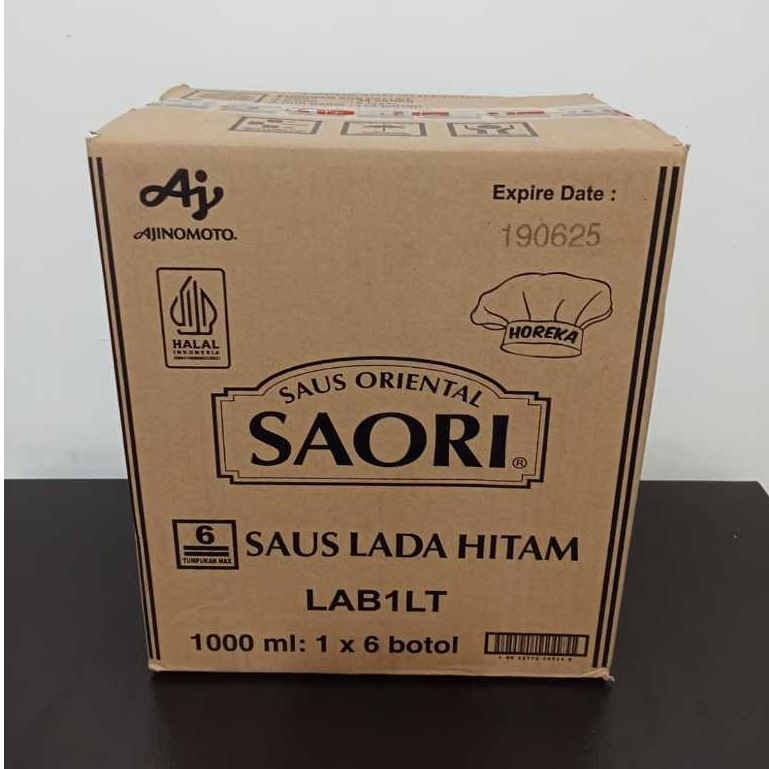 Aj
AJINOMOTO.
Expire Date :
190625
HALAL
INDONESIA
HOREKA
SAUS ORIENTAL
SAORI®
6
TUMPUKAN MAX
SAUS LADA HITAM
LAB1LT
1000 ml: 1 x 6 botol